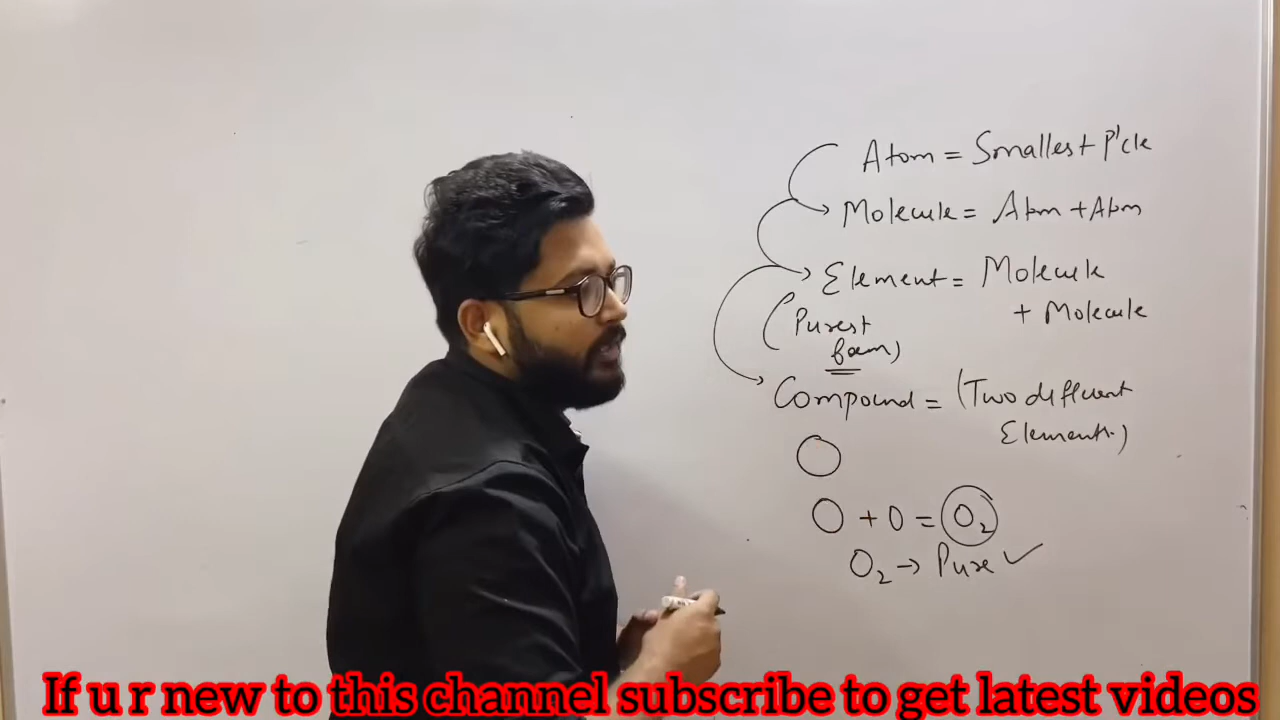 Atom = Smallest p'cle
Molecule = Atom + Atom
Element = Molecule
+ Molecule
(Purest
form)
Compound = (Two different
Elements.)
O
O + O = O₂
O₂ → Pure ✓
If u r new to this channel subscribe to get latest videos